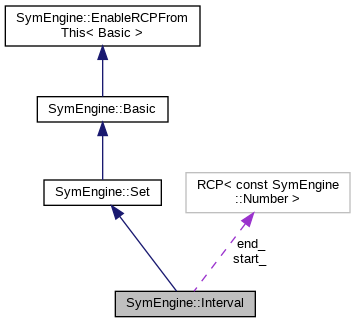 SymEngine::EnableRCPFrom
This< Basic >
SymEngine::Basic
SymEngine::Set
RCP< const SymEngine
::Number >
end_
start_
SymEngine::Interval